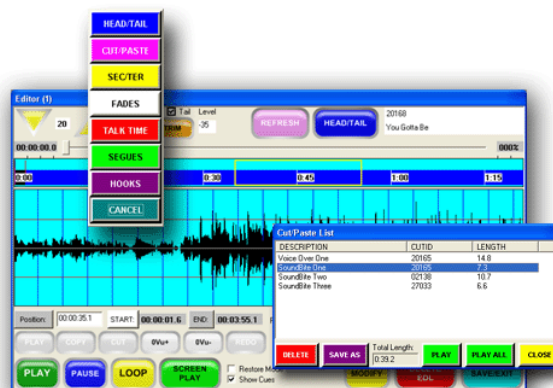 HEAD/TAIL
CUT/PASTE
SEC/TER
FADES
TALK TIME
SEGUES
HOOKS
CANCEL
Editor (1)
20
Tail Level
TRIM
-35
REFRESH
HEAD/TAIL
20168
You Gotta Be
00:00:00.0
000%
0:00
0:30
0:45
1:00
1:15
Position:
00:00:35.1
START:
00:00:01.6
END:
00:03:55.1
PLAY
COPY
CUT
0Vu+
0Vu-
REDO
PLAY
PAUSE
LOOP
SCREEN PLAY
Show Cues
MODIFY
EDL
SAVE/EXIT
Cut/Paste List
DESCRIPTION CUTID LENGTH
Voice Over One 20165 14.8
SoundBite One 20165 7.3
SoundBite Two 02138 10.7
SoundBite Three 27033 6.6
DELETE
SAVE AS
Total Length:
0:39.2
PLAY
PLAY ALL
CLOSE